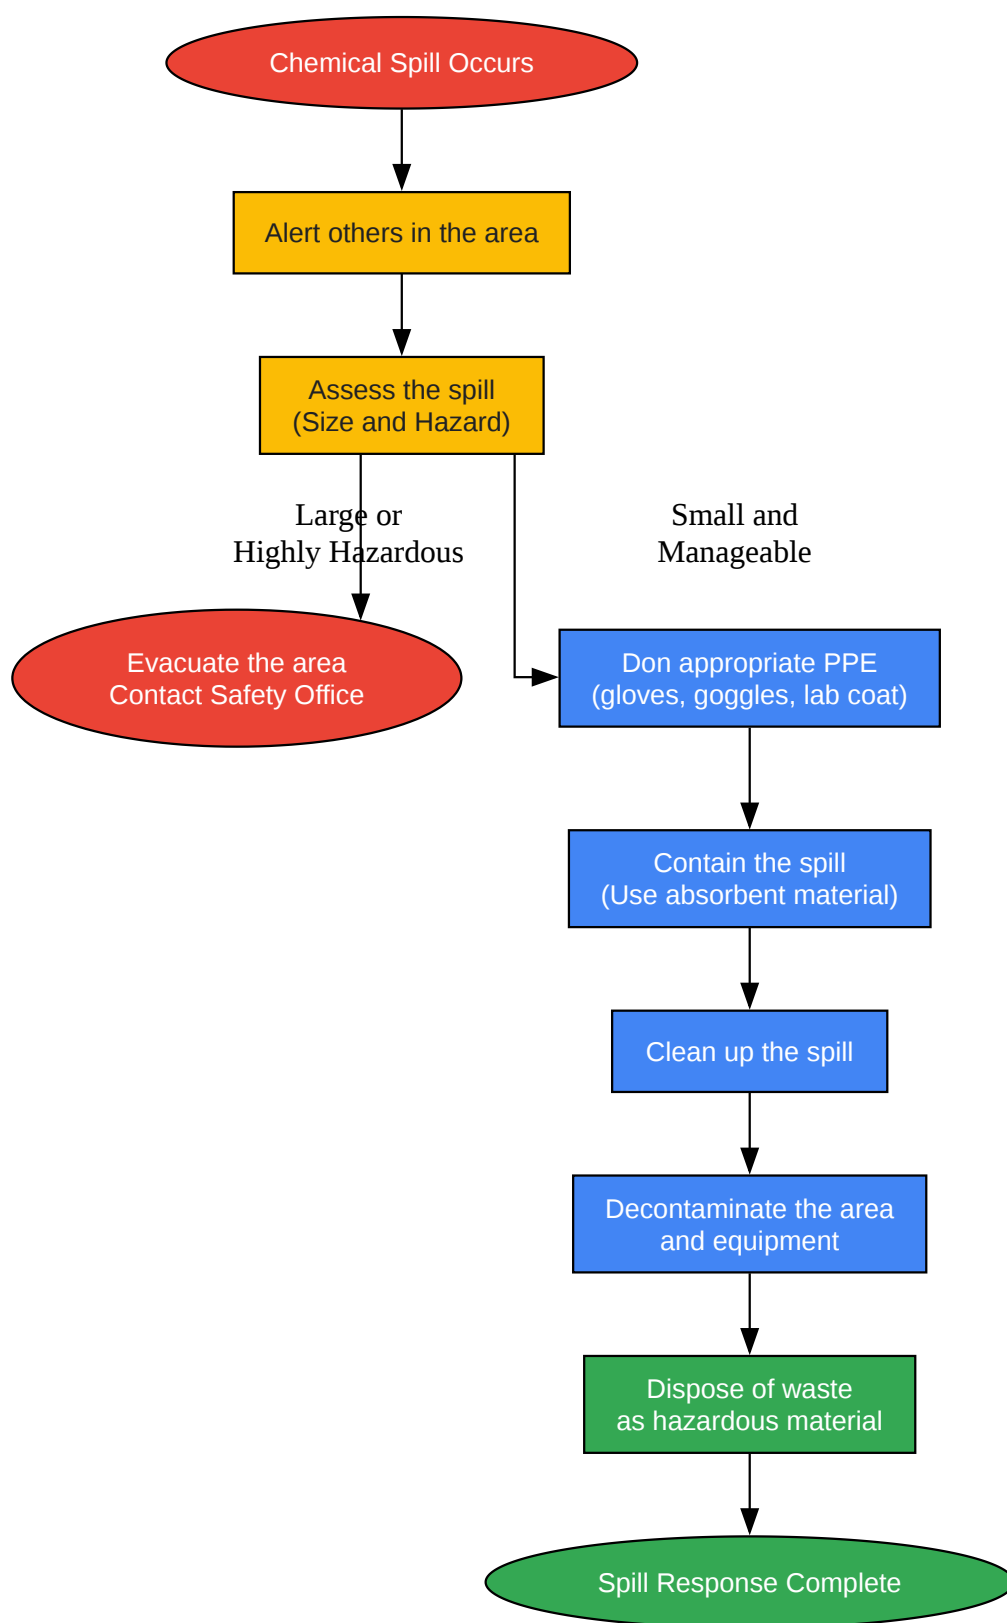 Chemical Spill Occurs
Alert others in the area
Assess the spill
(Size and Hazard)
Large or
Highly Hazardous
Small and
Manageable
Evacuate the area
Contact Safety Office
Don appropriate PPE
(gloves, goggles, lab coat)
Contain the spill
(Use absorbent material)
Clean up the spill
Decontaminate the area
and equipment
Dispose of waste
as hazardous material
Spill Response Complete